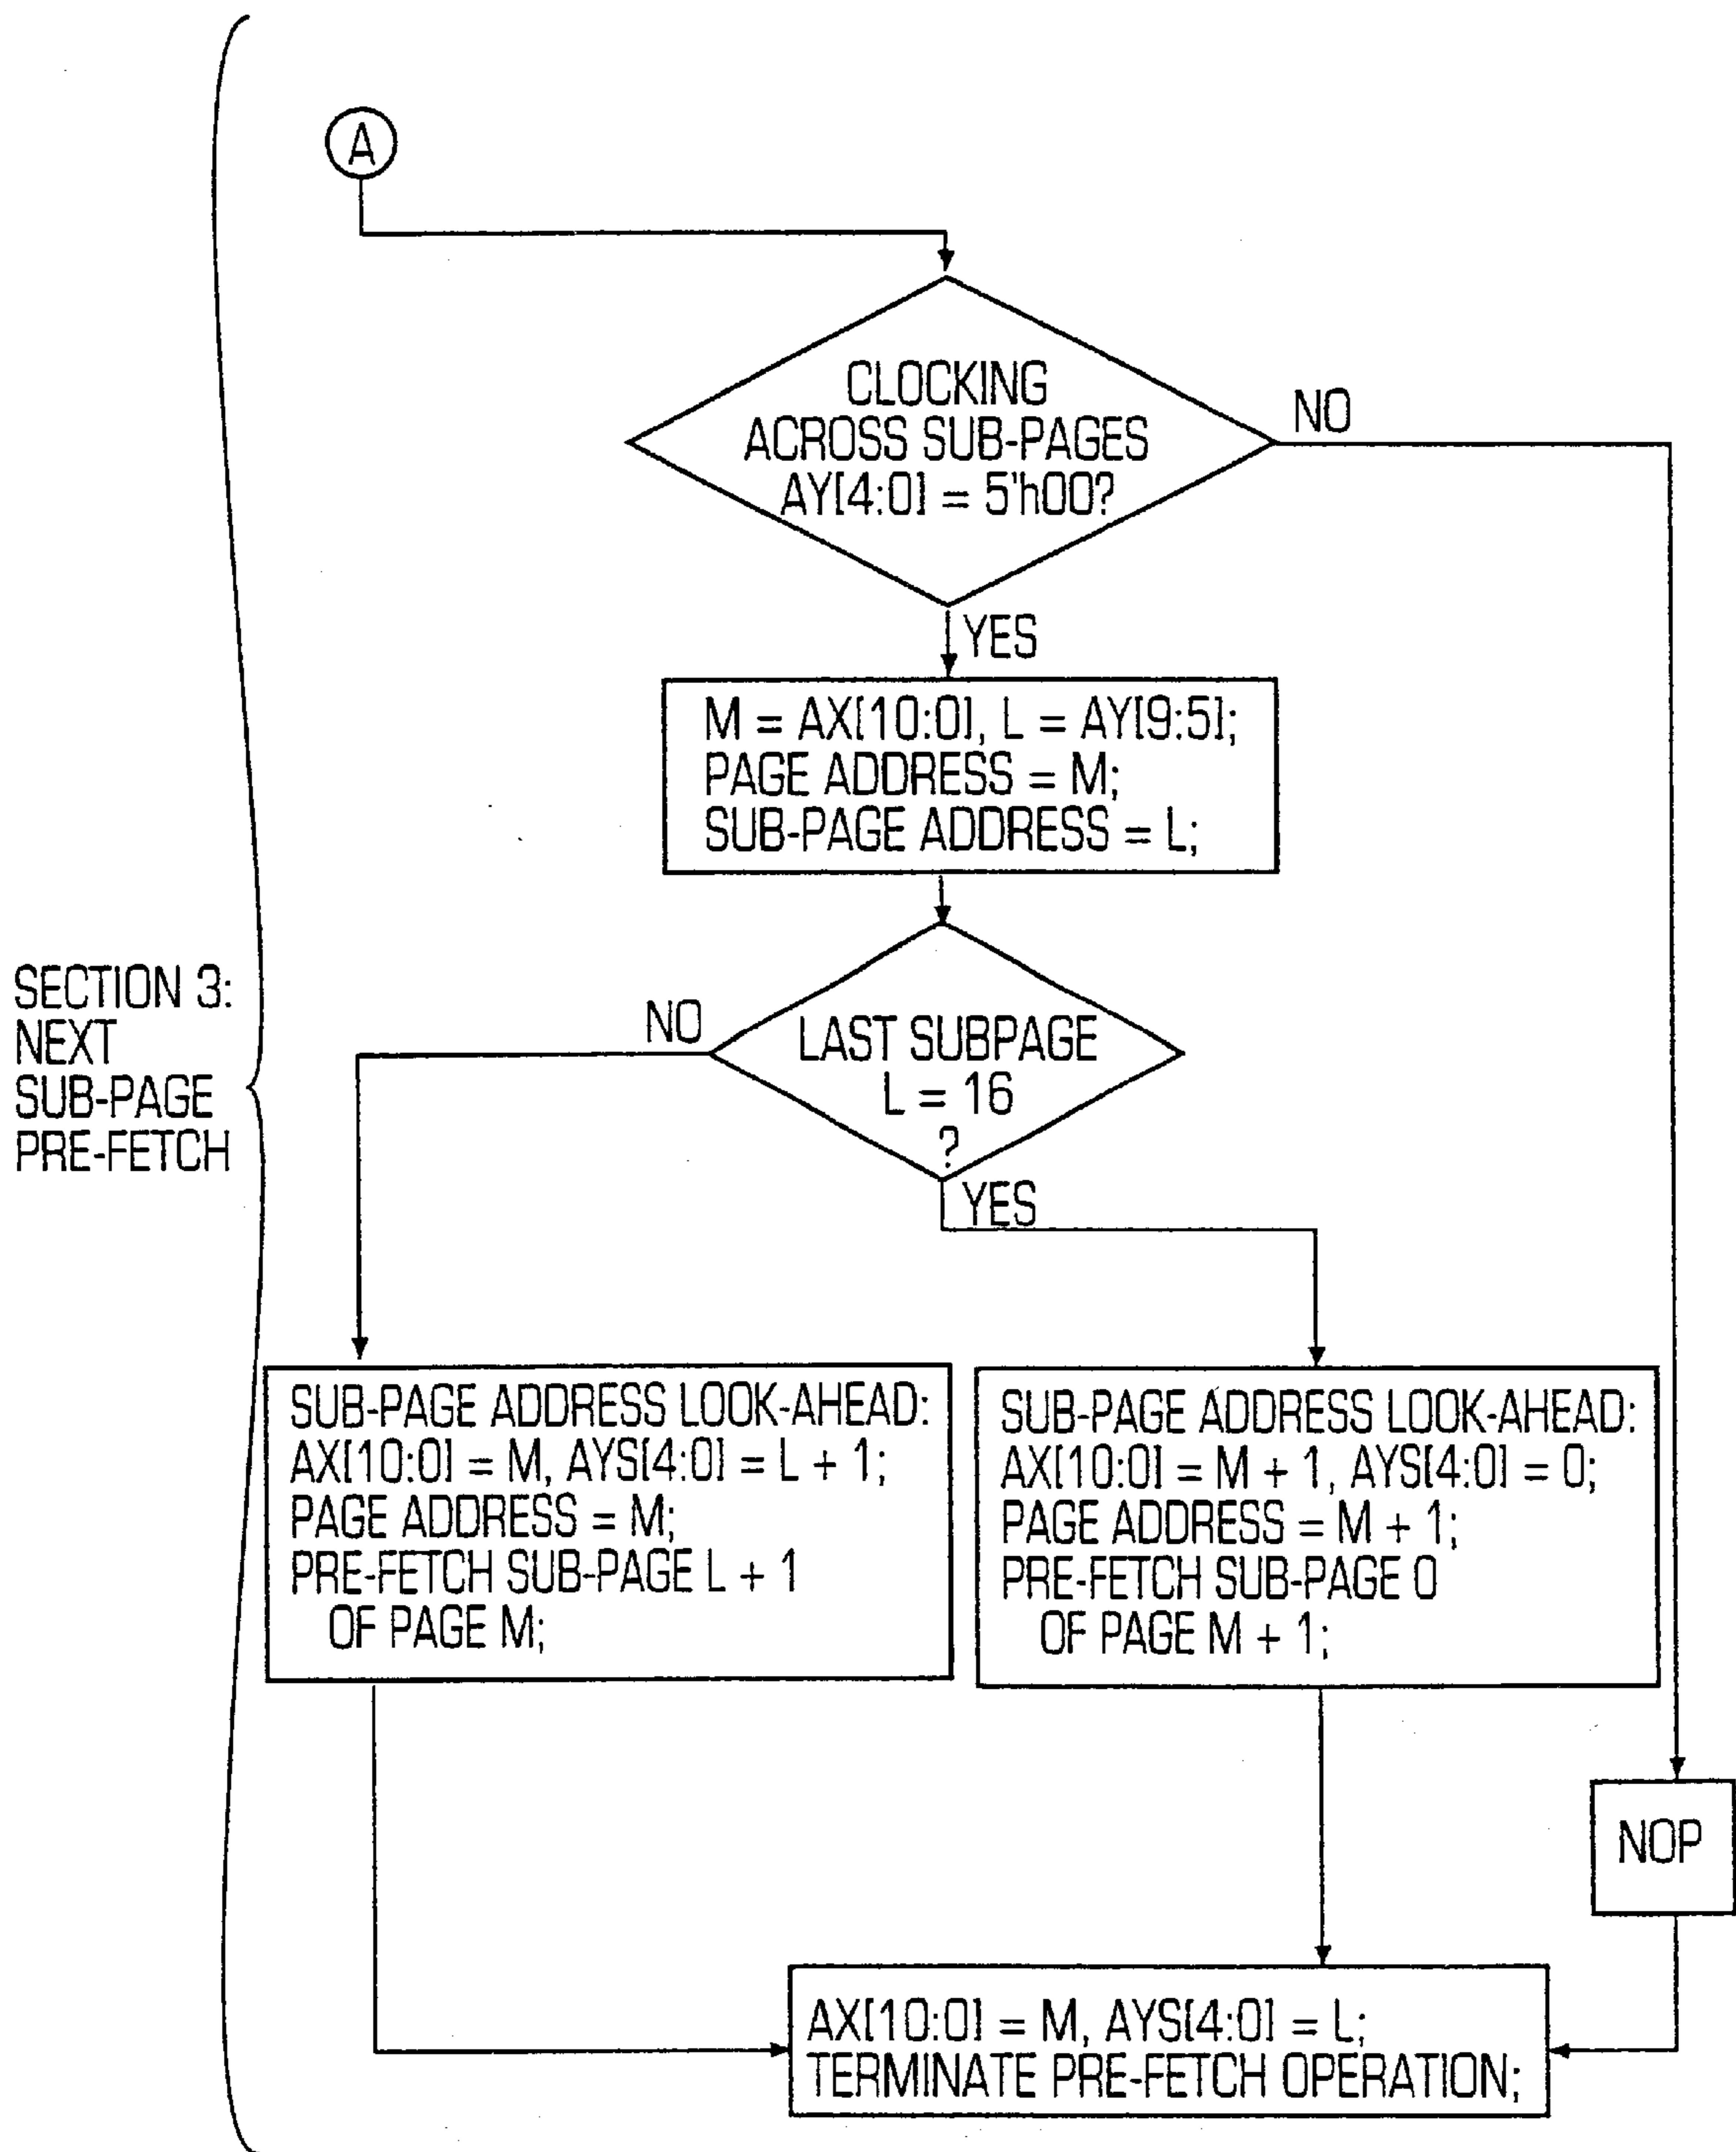 A
CLOCKING
ACROSS SUB-PAGES
AY[4:0] = 5'h00?
NO
YES
M = AX[10:0], L = AY[9:5];
PAGE ADDRESS = M;
SUB-PAGE ADDRESS = L;
SECTION 3:
NEXT
SUB-PAGE
PRE-FETCH
NO
LAST SUBPAGE
L = 16
?
YES
SUB-PAGE ADDRESS LOOK-AHEAD:
AX[10:0] = M, AYS[4:0] = L + 1;
PAGE ADDRESS = M;
PRE-FETCH SUB-PAGE L + 1
OF PAGE M;
SUB-PAGE ADDRESS LOOK-AHEAD:
AX[10:0] = M + 1, AYS[4:0] = 0;
PAGE ADDRESS = M + 1;
PRE-FETCH SUB-PAGE 0
OF PAGE M + 1;
NOP
AX[10:0] = M, AYS[4:0] = L;
TERMINATE PRE-FETCH OPERATION;